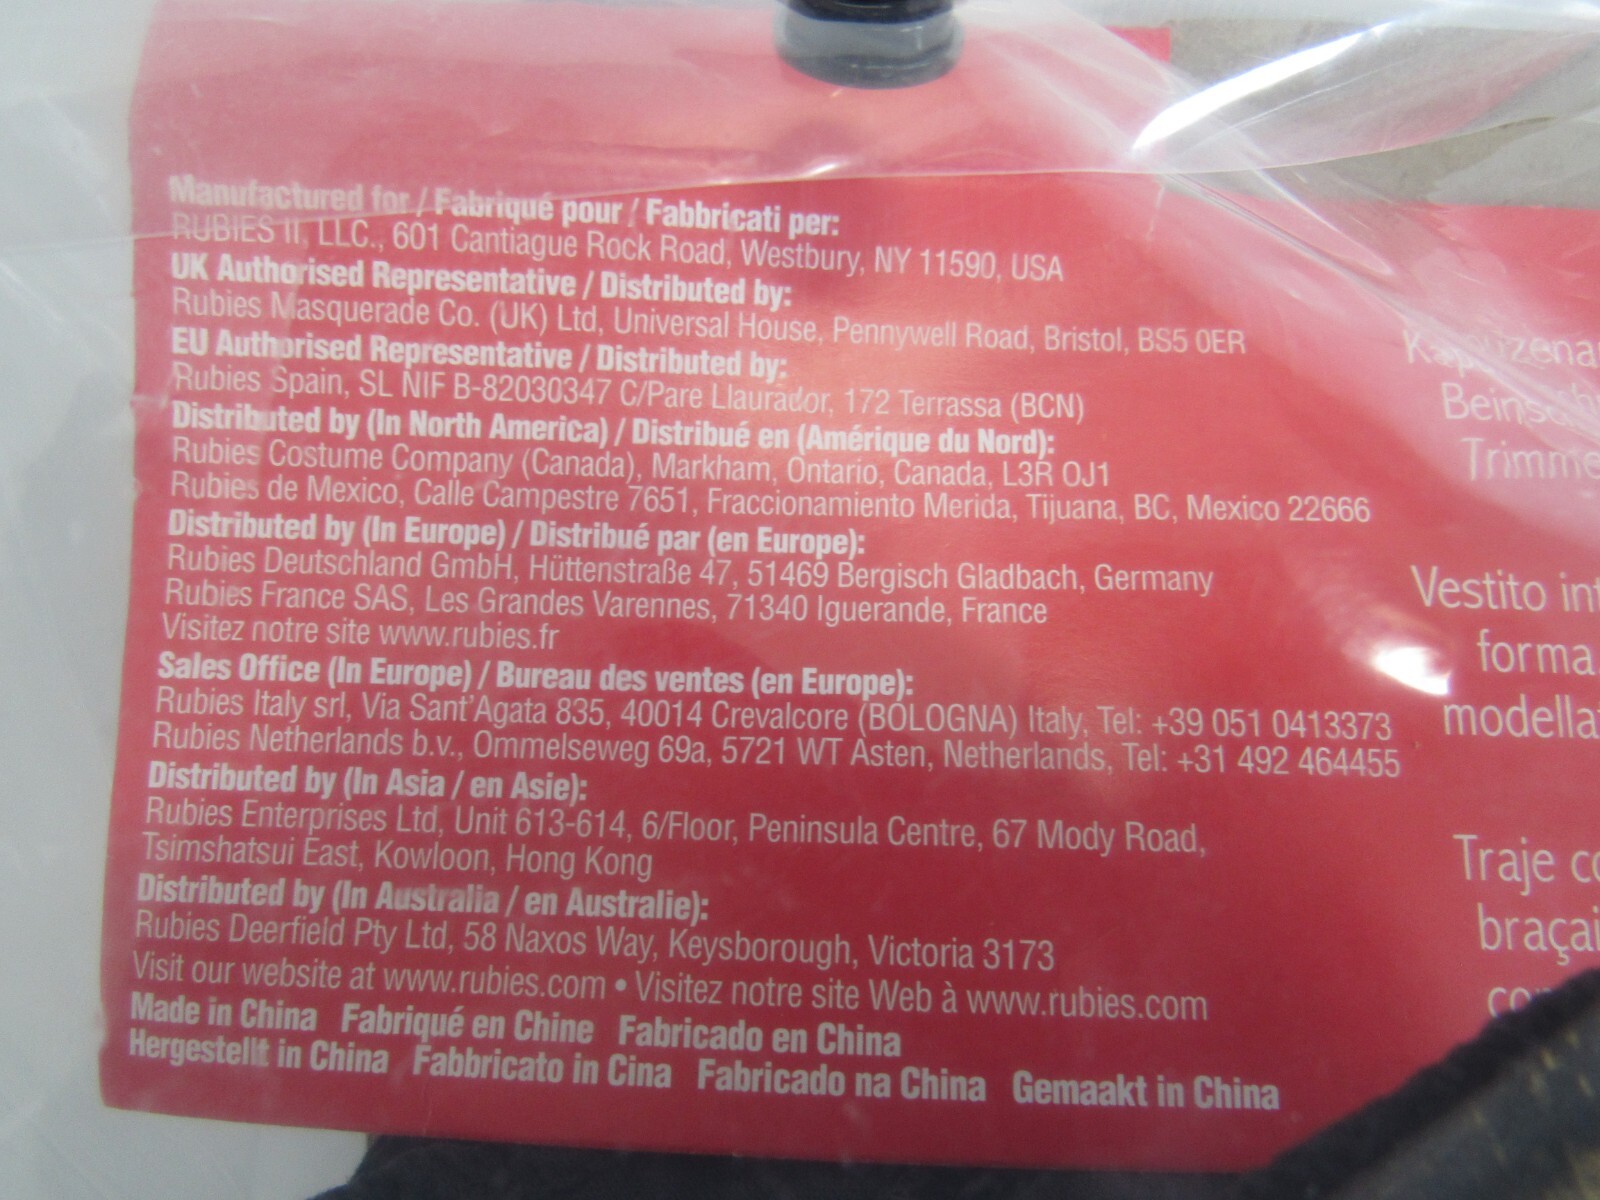 Manufactured for / Fabriqué pour / Fabbricati per:
RUBIES II, LLC., 601 Cantiague Rock Road, Westbury, NY 11590, USA
UK Authorised Representative / Distributed by:
Rubies Masquerade Co. (UK) Ltd, Universal House, Pennywell Road, Bristol, BS5 0ER
EU Authorised Representative / Distributed by:
Rubies Spain, SL NIF B-82030347 C/Pare Llaurador, 172 Terrassa (BCN)
Distributed by (In North America) / Distribué en (Amérique du Nord):
Rubies Costume Company (Canada), Markham, Ontario, Canada, L3R OJ1
Rubies de Mexico, Calle Campestre 7651, Fraccionamiento Merida, Tijuana, BC, Mexico 22666
Distributed by (In Europe) / Distribué par (en Europe):
Rubies Deutschland GmbH, Hüttenstraße 47, 51469 Bergisch Gladbach, Germany
Rubies France SAS, Les Grandes Varennes, 71340 Iguerande, France
Visitez notre site www.rubies.fr
Sales Office (In Europe) / Bureau des ventes (en Europe):
Rubies Italy srl, Via Sant'Agata 835, 40014 Crevalcore (BOLOGNA) Italy, Tel: +39 051 0413373
Rubies Netherlands b.v., Ommelseweg 69a, 5721 WT Asten, Netherlands, Tel: +31 492 464455
Distributed by (In Asia / en Asie):
Rubies Enterprises Ltd, Unit 613-614, 6/Floor, Peninsula Centre, 67 Mody Road,
Tsimshatsui East, Kowloon, Hong Kong
Distributed by (In Australia / en Australie):
Rubies Deerfield Pty Ltd, 58 Naxos Way, Keysborough, Victoria 3173
Visit our website at www.rubies.com • Visitez notre site Web à www.rubies.com
Made in China Fabriqué en Chine Fabricado en China
Hergestellt in China Fabbricato in Cina Fabricado na China Gemaakt in China
Trimme
Vestito int
forma.
modella
Traje co
braçai